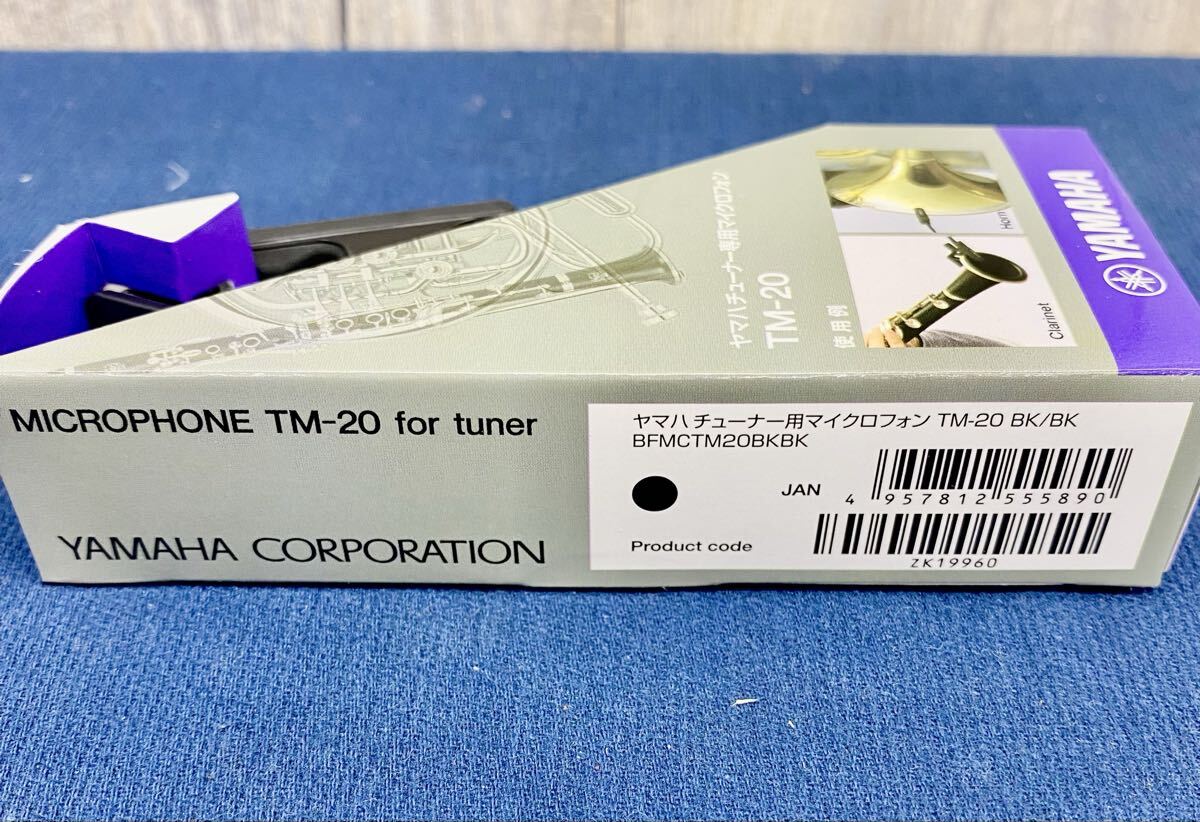 YAMAHA
Horn
Clarinet
使用例
ヤマハ チューナー専用マイクロフォン
TM-20
MICROPHONE TM-20 for tuner
YAMAHA CORPORATION
ヤマハ チューナー用マイクロフォン TM-20 BK/BK
BFMCTM20BKBK
JAN 4 957812 555890
Product code
ZK19960